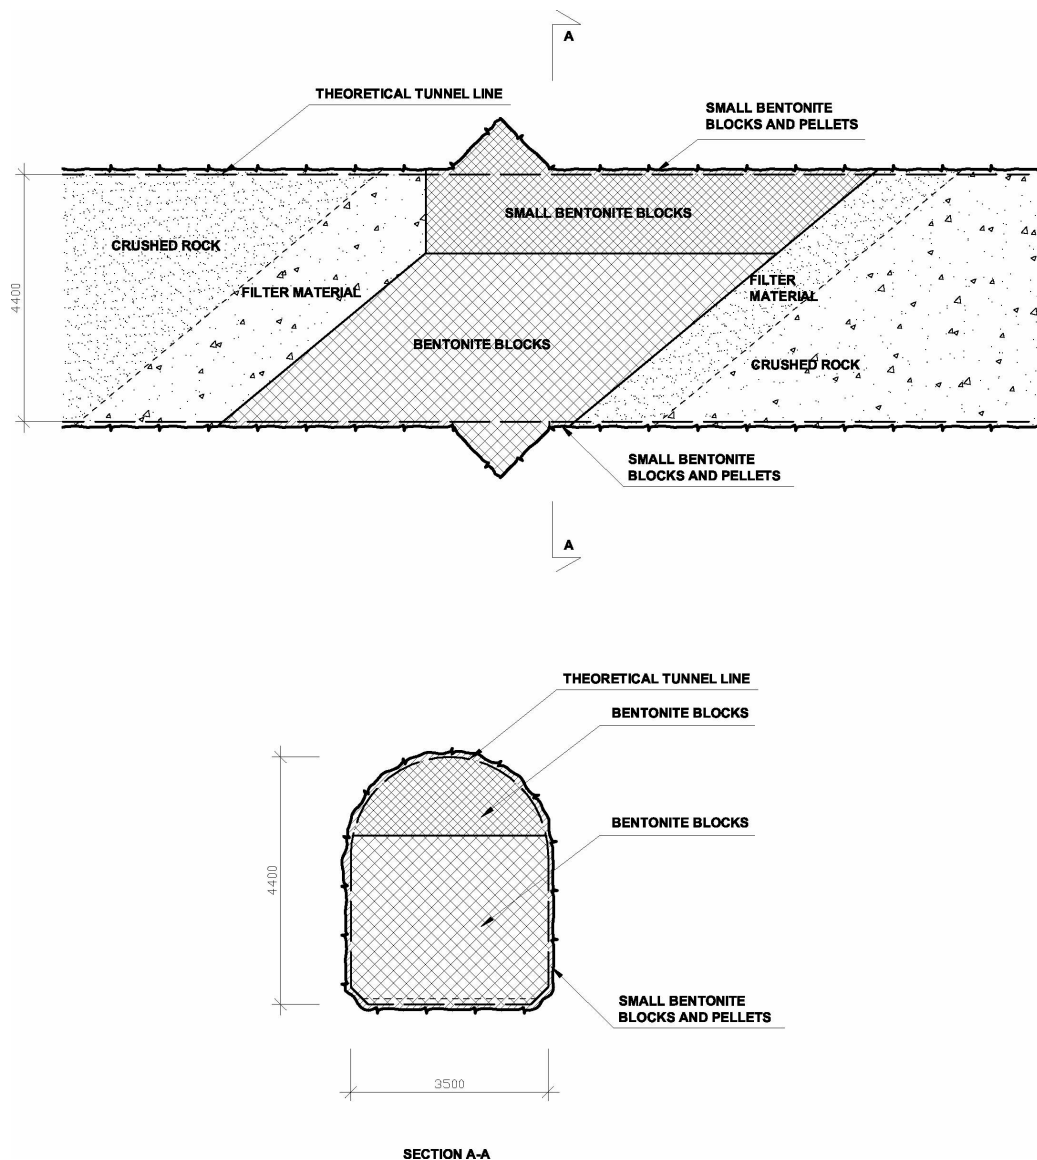 A
THEORETICAL TUNNEL LINE
SMALL BENTONITE
BLOCKS AND PELLETS
SMALL BENTONITE BLOCKS
CRUSHED ROCK
FILTER MATERIAL
FILTER
MATERIAL
4400
BENTONITE BLOCKS
CRUSHED ROCK
SMALL BENTONITE
BLOCKS AND PELLETS
A
THEORETICAL TUNNEL LINE
BENTONITE BLOCKS
BENTONITE BLOCKS
4400
SMALL BENTONITE
BLOCKS AND PELLETS
3500
SECTION A-A